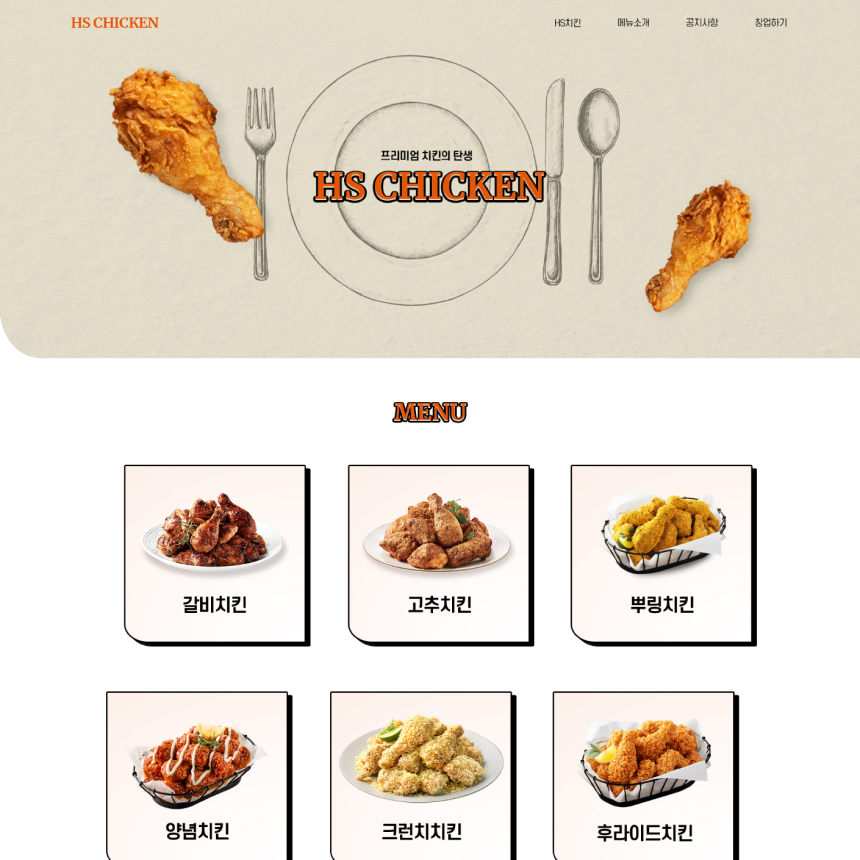 HS CHICKEN
HS치킨 메뉴소개 공지사항 창업하기
프리미엄 치킨의 탄생
HS CHICKEN
MENU
갈비치킨 고추치킨 뿌링치킨
양념치킨 크런치치킨 후라이드치킨